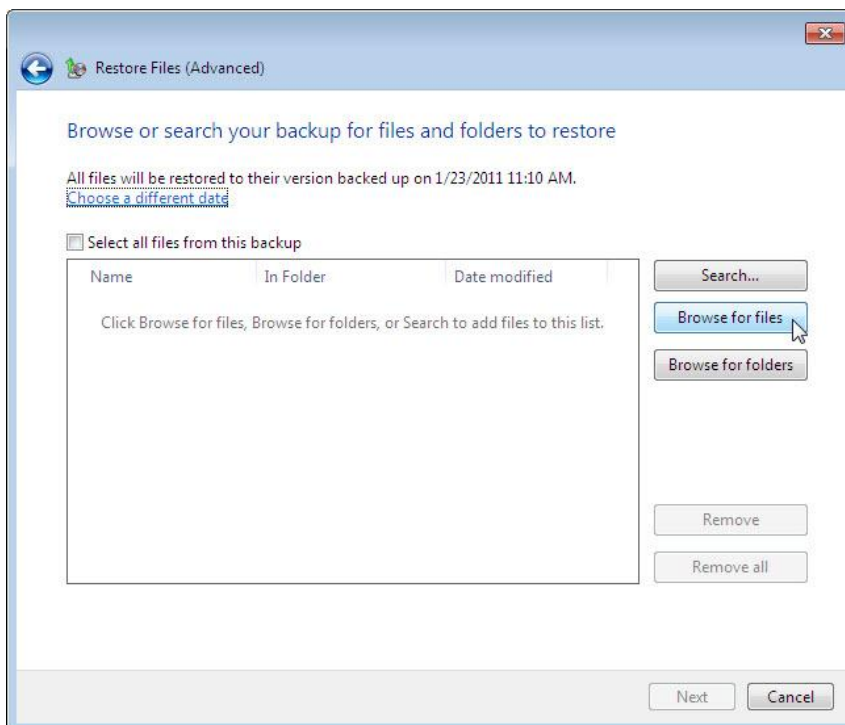 Restore Files (Advanced)
Browse or search your backup for files and folders to restore
All files will be restored to their version backed up on 1/23/2011 11:10 AM.
Choose a different date
Select all files from this backup
Name In Folder Date modified
Click Browse for files, Browse for folders, or Search to add files to this list.
Search...
Browse for files
Browse for folders
Remove
Remove all
Next Cancel